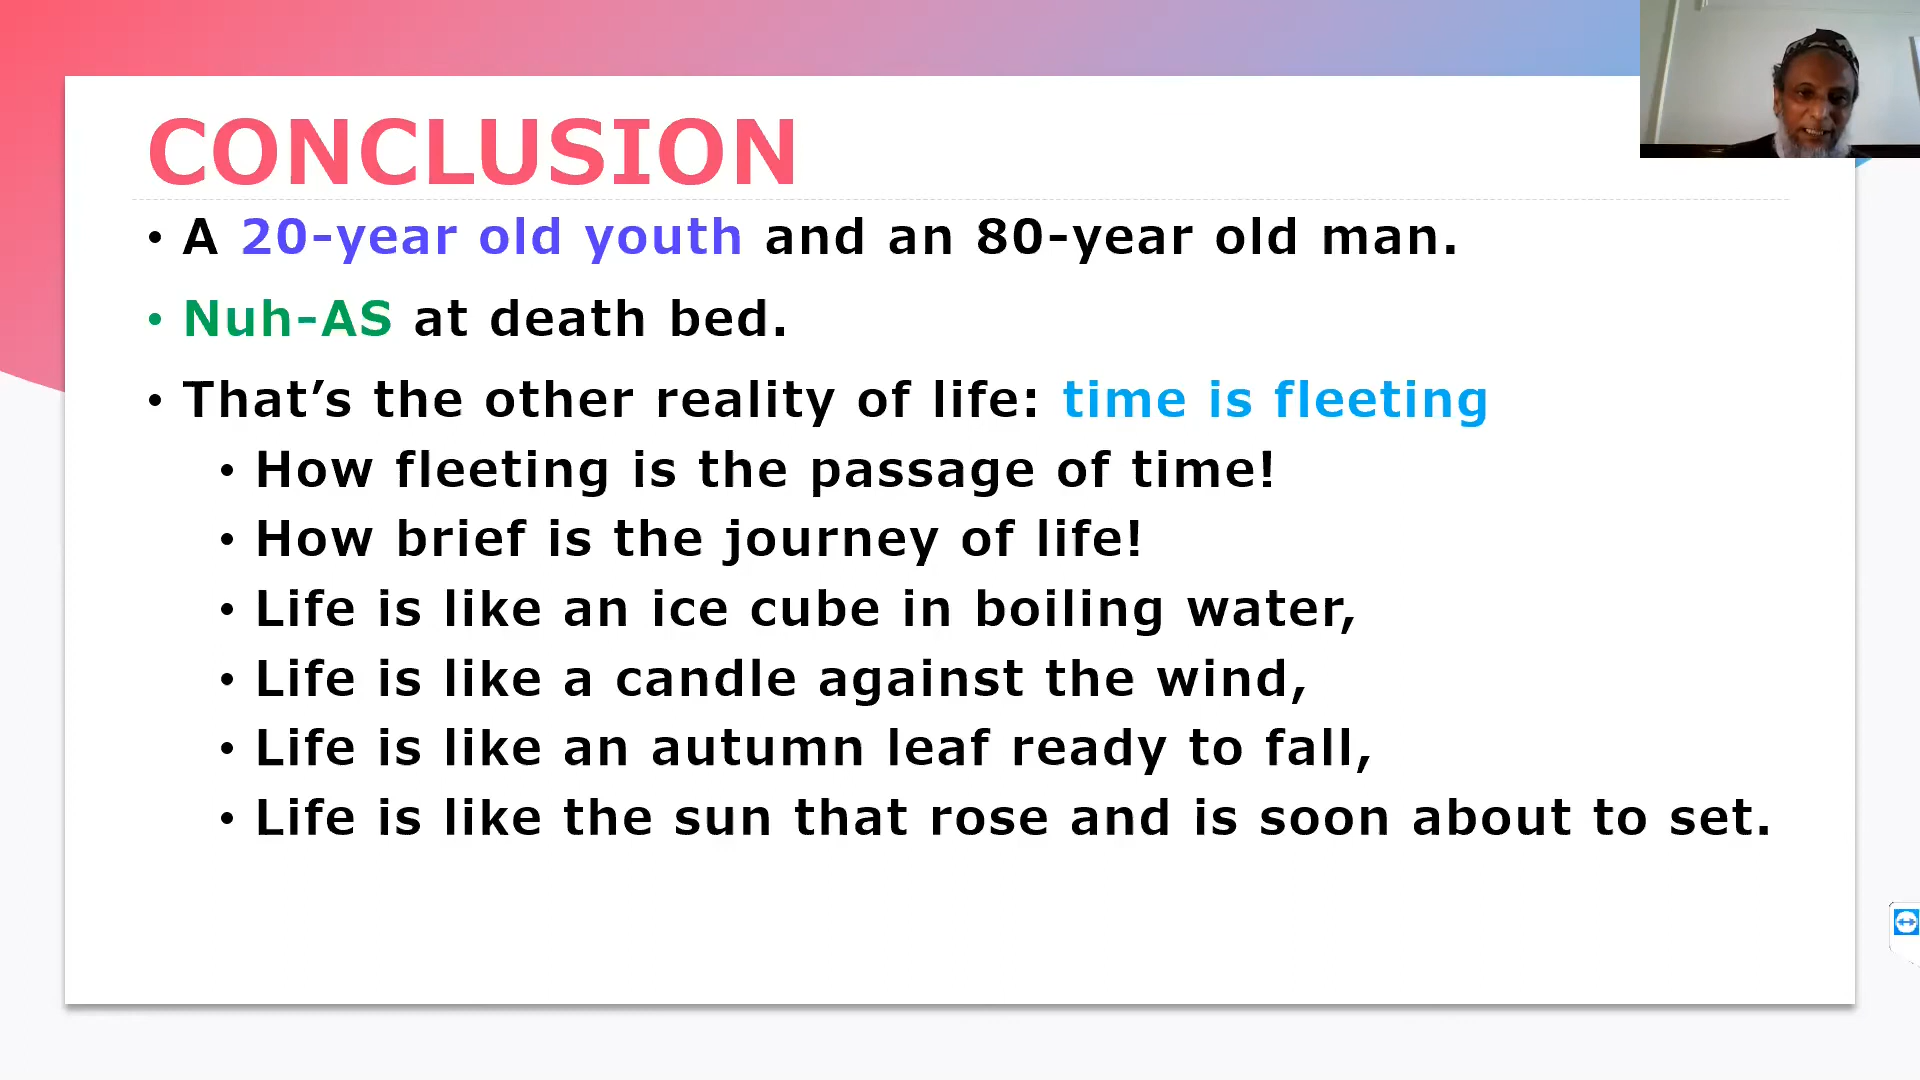 CONCLUSION
• A 20-year old youth and an 80-year old man.
• Nuh-AS at death bed.
• That’s the other reality of life: time is fleeting
• How fleeting is the passage of time!
• How brief is the journey of life!
• Life is like an ice cube in boiling water,
• Life is like a candle against the wind,
• Life is like an autumn leaf ready to fall,
• Life is like the sun that rose and is soon about to set.